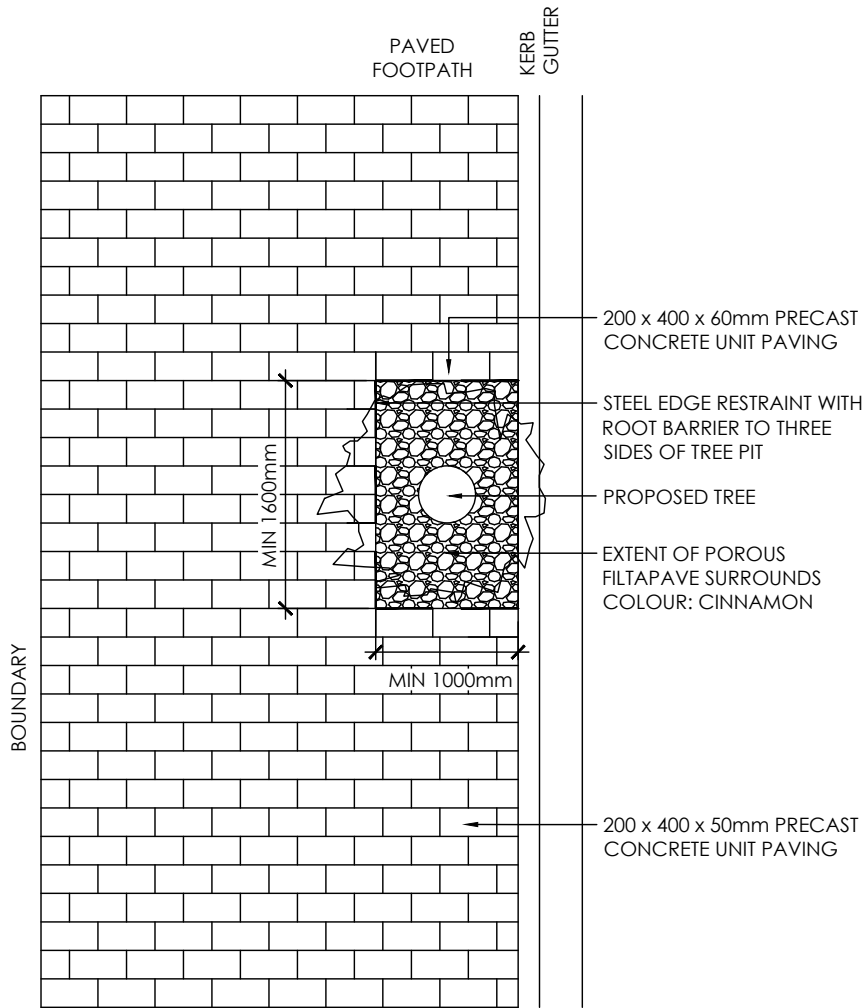 PAVED
FOOTPATH
KERB
GUTTER
200 x 400 x 60mm PRECAST
CONCRETE UNIT PAVING
STEEL EDGE RESTRAINT WITH
ROOT BARRIER TO THREE
SIDES OF TREE PIT
MIN 1600mm
PROPOSED TREE
EXTENT OF POROUS
FILTAPAVE SURROUNDS
COLOUR: CINNAMON
MIN 1000mm
BOUNDARY
200 x 400 x 50mm PRECAST
CONCRETE UNIT PAVING